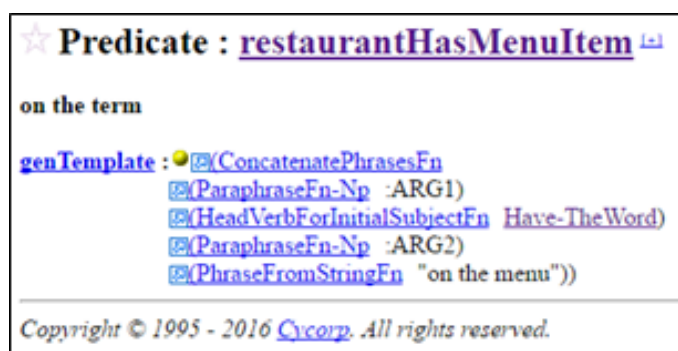 Predicate : restaurantHasMenuItem [+]
on the term
genTemplate : (ConcatenatePhrasesFn
(ParaphraseFn-Np :ARG1)
(HeadVerbForInitialSubjectFn Have-TheWord)
(ParaphraseFn-Np :ARG2)
(PhraseFromStringFn "on the menu"))
Copyright © 1995 - 2016 Cycorp. All rights reserved.